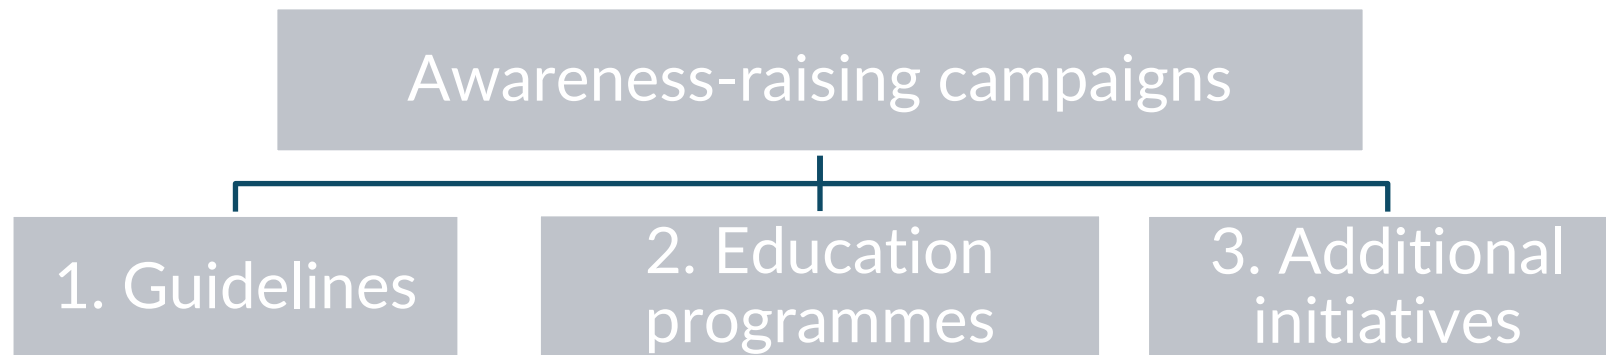 Awareness-raising campaigns
1. Guidelines
2. Education
programmes
3. Additional
initiatives